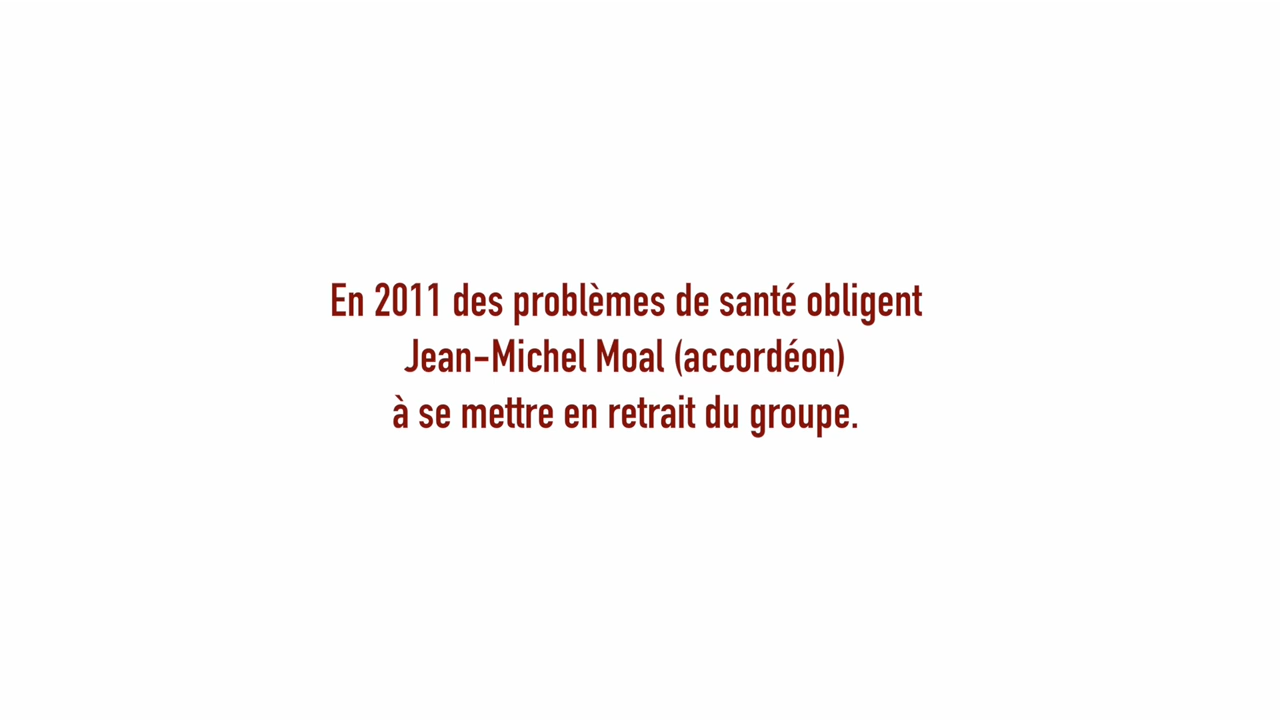 En 2011 des problèmes de santé obligent
Jean-Michel Moal (accordéon)
à se mettre en retrait du groupe.